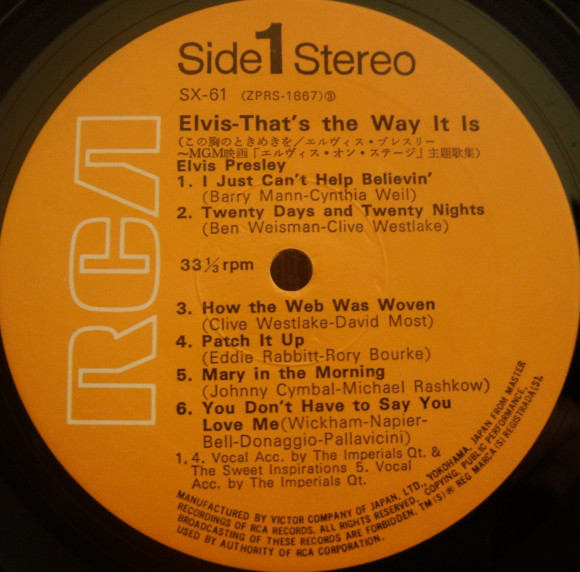 Side 1 Stereo
SX-61 (ZPRS-1867)③
Elvis-That's the Way It Is
(この胸のときめきを/エルヴィス・プレスリー
〜MGM映画『エルヴィス・オン・ステージ』主題歌集)
Elvis Presley
1. I Just Can't Help Believin'
(Barry Mann-Cynthia Weil)
2. Twenty Days and Twenty Nights
(Ben Weisman-Clive Westlake)
33⅓ rpm
3. How the Web Was Woven
(Clive Westlake-David Most)
4. Patch It Up
(Eddie Rabbitt-Rory Bourke)
5. Mary in the Morning
(Johnny Cymbal-Michael Rashkow)
6. You Don't Have to Say You
Love Me(Wickham-Napier-
Bell-Donaggio-Pallavicini)
1.4. Vocal Acc. by The Imperials Qt. &
The Sweet Inspirations 5. Vocal
Acc. by The Imperials Qt.
RCA
MANUFACTURED BY VICTOR COMPANY OF JAPAN, LTD., YOKOHAMA, JAPAN FROM MASTER
RECORDINGS OF RCA RECORDS. ALL RIGHTS RESERVED. COPYING, PUBLIC PERFORMANCE,
BROADCASTING OF THESE RECORDS ARE FORBIDDEN. TM(S)® REG MARCA(S) REGISTRADA(S).
USED BY AUTHORITY OF RCA CORPORATION.